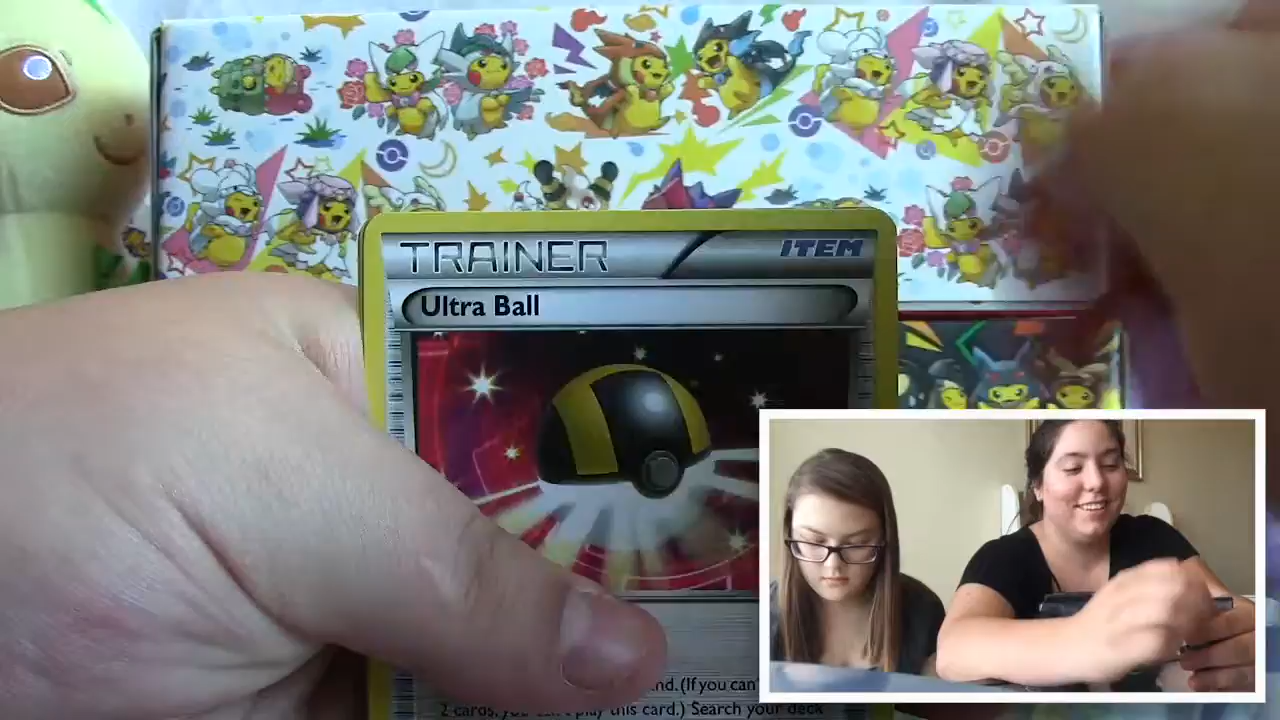 TRAINER ITEM
Ultra Ball
nd.(If you can'
2 cards, you can't play this card.) Search your deck